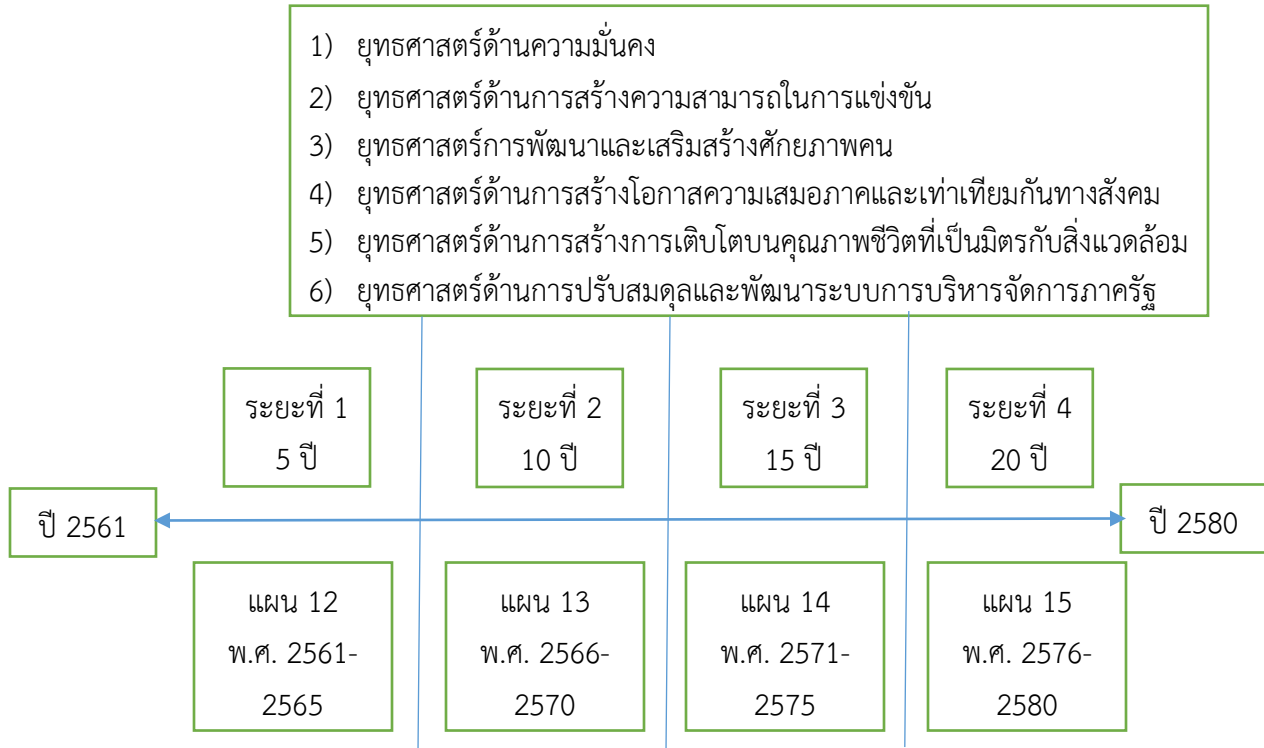 1) ยุทธศาสตร์ด้านความมั่นคง
2) ยุทธศาสตร์ด้านการสร้างความสามารถในการแข่งขัน
3) ยุทธศาสตร์การพัฒนาและเสริมสร้างศักยภาพคน
4) ยุทธศาสตร์ด้านการสร้างโอกาสความเสมอภาคและเท่าเทียมกันทางสังคม
5) ยุทธศาสตร์ด้านการสร้างการเติบโตบนคุณภาพชีวิตที่เป็นมิตรกับสิ่งแวดล้อม
6) ยุทธศาสตร์ด้านการปรับสมดุลและพัฒนาระบบการบริหารจัดการภาครัฐ
ระยะที่ 1
5 ปี
ระยะที่ 2
10 ปี
ระยะที่ 3
15 ปี
ระยะที่ 4
20 ปี
ปี 2561
ปี 2580
แผน 12
พ.ศ. 2561-
2565
แผน 13
พ.ศ. 2566-
2570
แผน 14
พ.ศ. 2571-
2575
แผน 15
พ.ศ. 2576-
2580